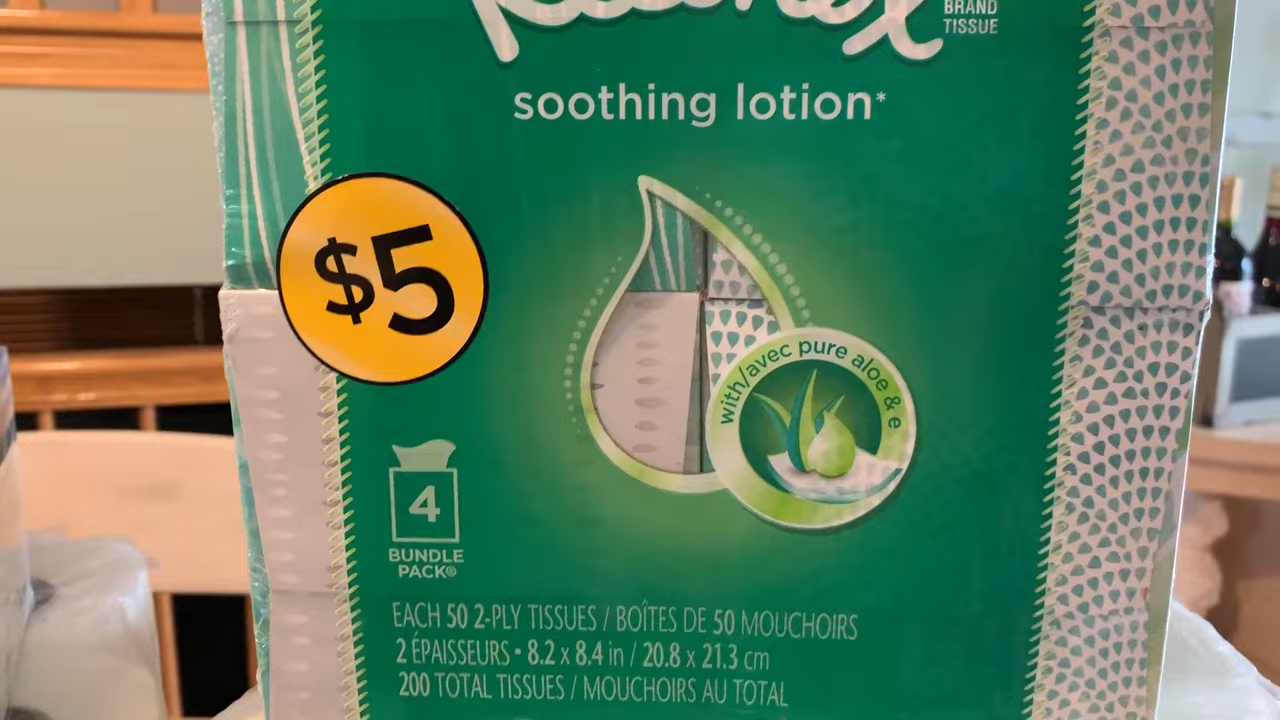 Kleenex
BRAND
TISSUE
soothing lotion*
$5
with/avec pure aloe & e
4
BUNDLE
PACK®
EACH 50 2-PLY TISSUES / BOÎTES DE 50 MOUCHOIRS
2 ÉPAISSEURS • 8.2 x 8.4 in / 20.8 x 21.3 cm
200 TOTAL TISSUES / MOUCHOIRS AU TOTAL